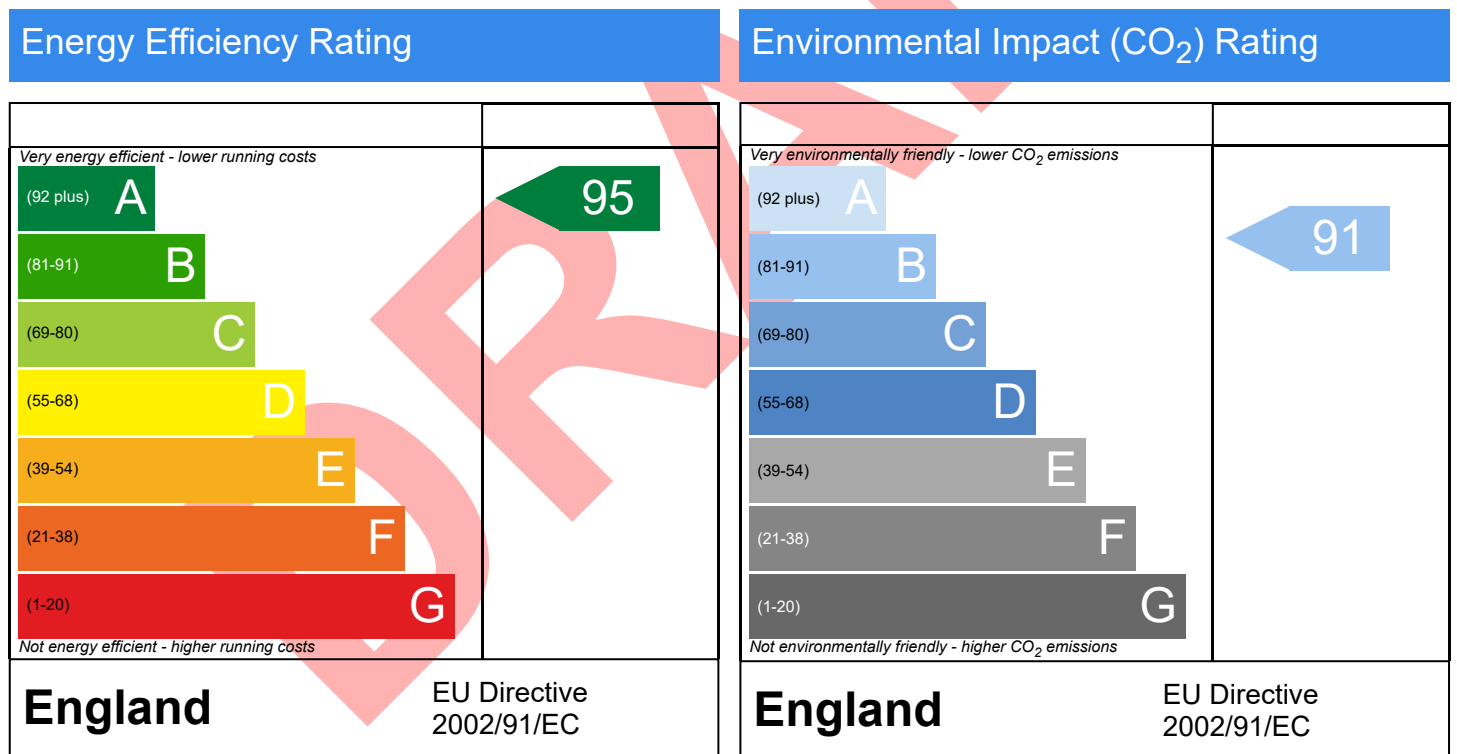 Energy Efficiency Rating
Very energy efficient - lower running costs
(92 plus) A
95
(81-91) B
(69-80) C
(55-68) D
(39-54) E
(21-38) F
(1-20) G
Not energy efficient - higher running costs
England
EU Directive
2002/91/EC
Environmental Impact (CO₂) Rating
Very environmentally friendly - lower CO₂ emissions
(92 plus) A
(81-91) B
91
(69-80) C
(55-68) D
(39-54) E
(21-38) F
(1-20) G
Not environmentally friendly - higher CO₂ emissions
England
EU Directive
2002/91/EC
DRA